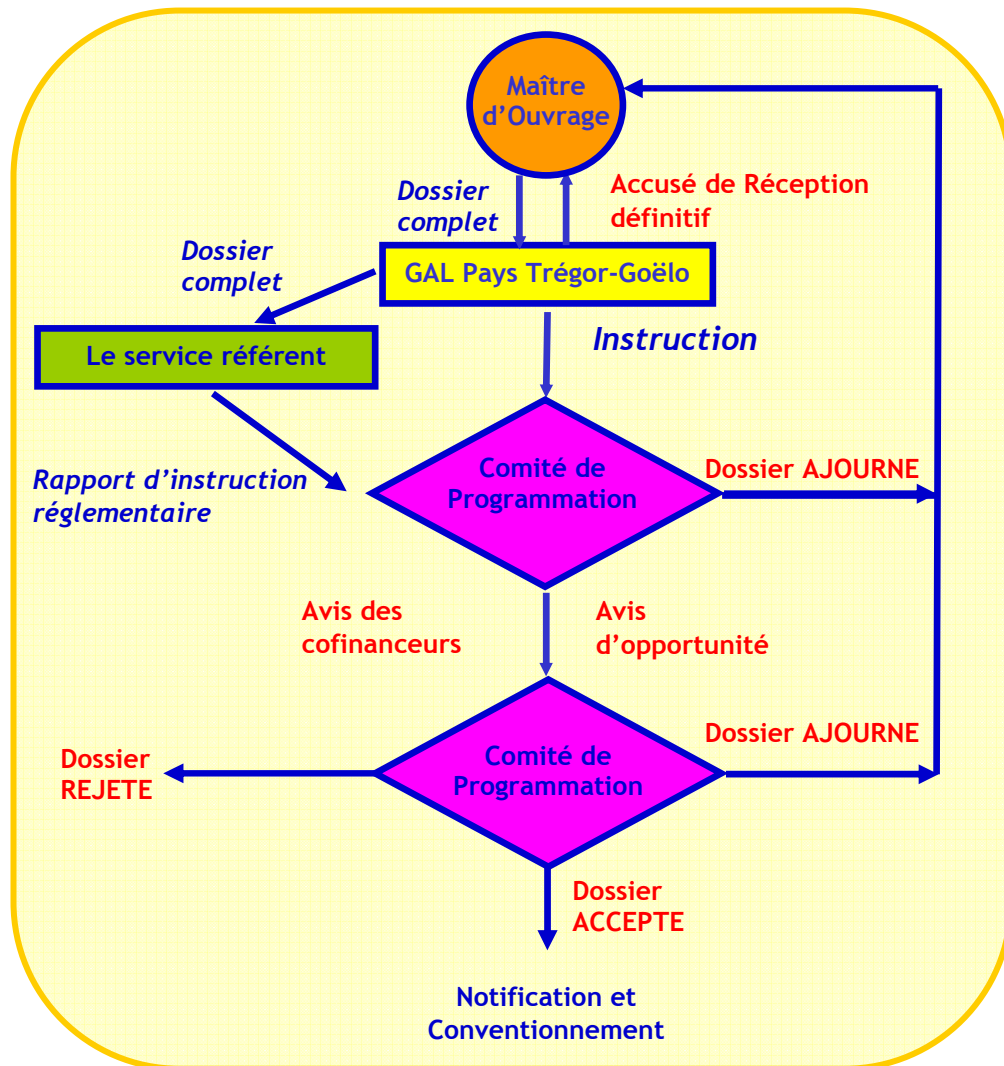 Maître
d’Ouvrage
Dossier
complet
Accusé de Réception
définitif
Dossier
complet
GAL Pays Trégor-Goëlo
Instruction
Le service référent
Rapport d’instruction
réglementaire
Comité de
Programmation
Dossier AJOURNE
Avis des
cofinanceurs
Avis
d’opportunité
Comité de
Programmation
Dossier AJOURNE
Dossier
REJETE
Dossier
ACCEPTE
Notification et
Conventionnement